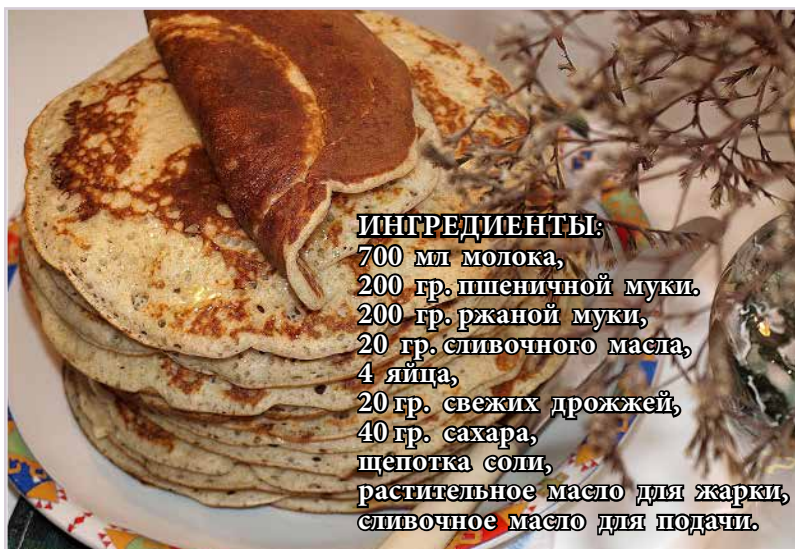 ИНГРЕДИЕНТЫ:
700 мл молока,
200 гр. пшеничной муки.
200 гр. ржаной муки,
20 гр. сливочного масла,
4 яйца,
20 гр. свежих дрожжей,
40 гр. сахара,
щепотка соли,
растительное масло для жарки,
сливочное масло для подачи.